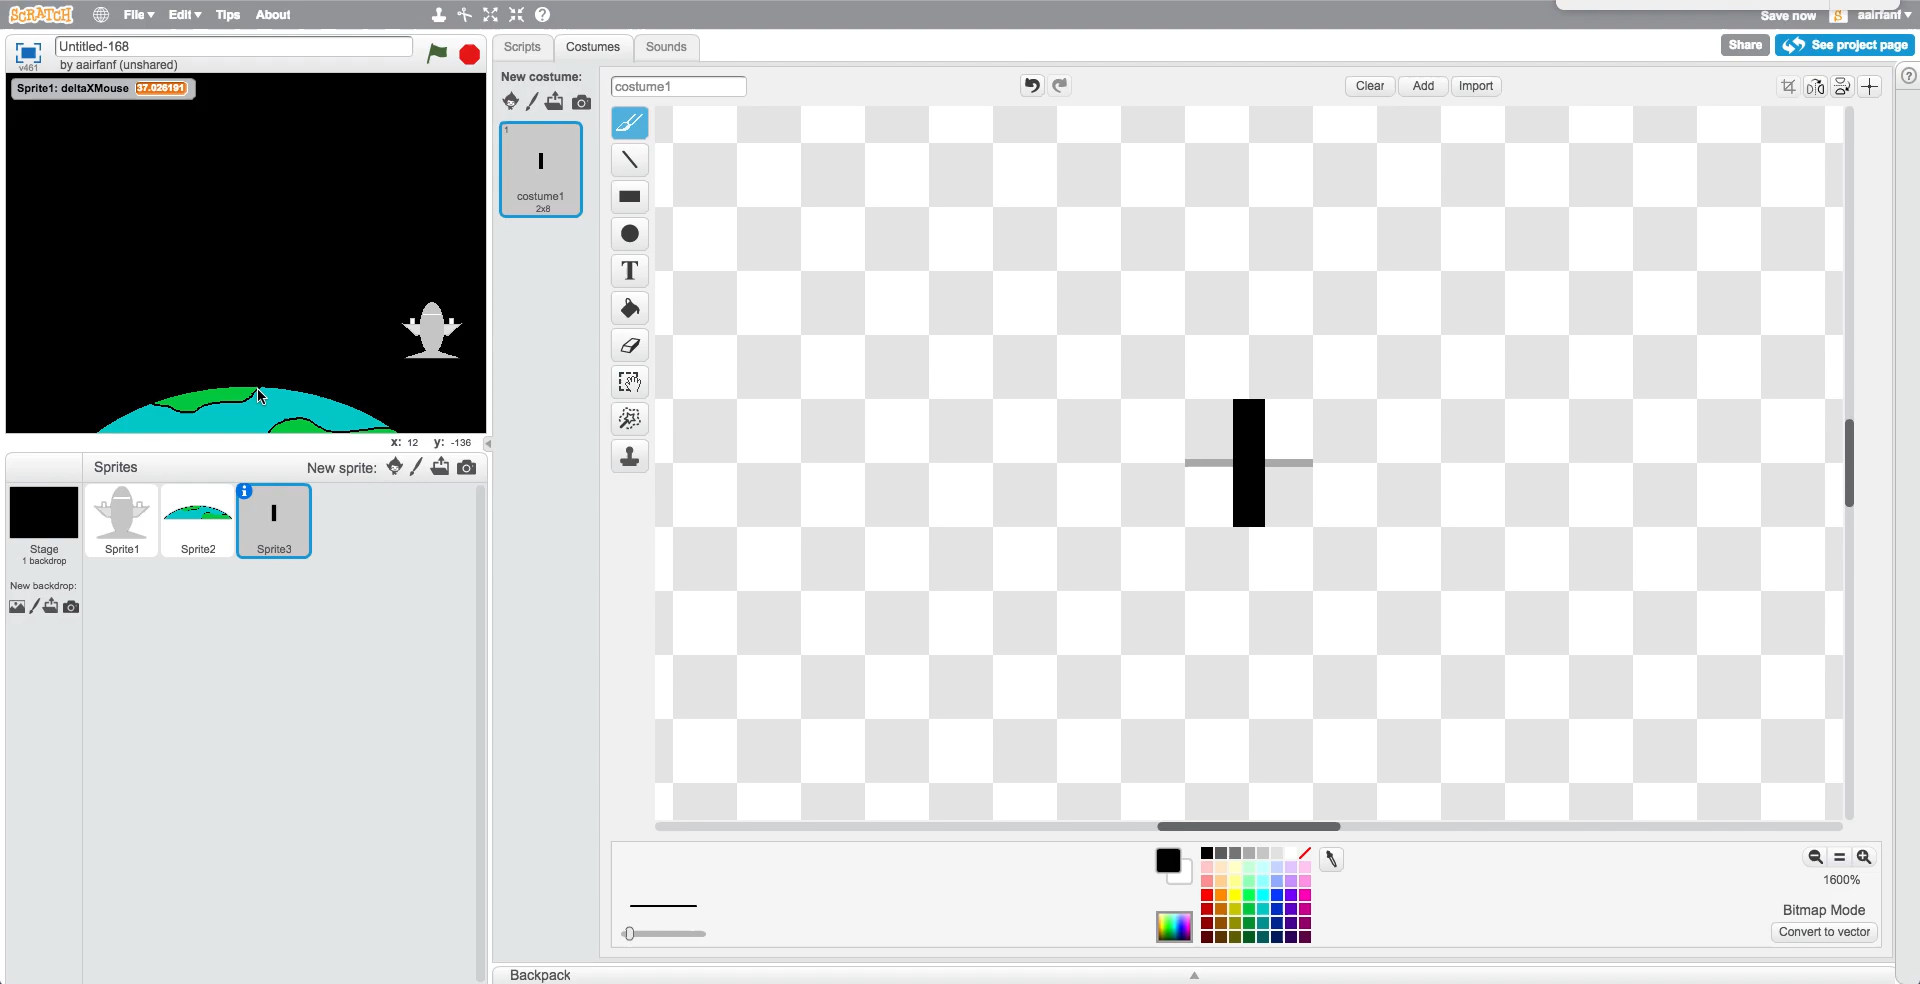 SCRATCH File▾ Edit▾ Tips About Save now S aairfanf ▾
v461 Untitled-168
by aairfanf (unshared)
Scripts Costumes Sounds Share See project page
Sprite1: deltaXMouse 37.026191
New costume: costume1 Clear Add Import
1
costume1
2x8
T
x: 12 y: -136
Sprites New sprite:
Stage
1 backdrop
Sprite1 Sprite2 Sprite3
New backdrop:
1600%
Bitmap Mode
Convert to vector
Backpack